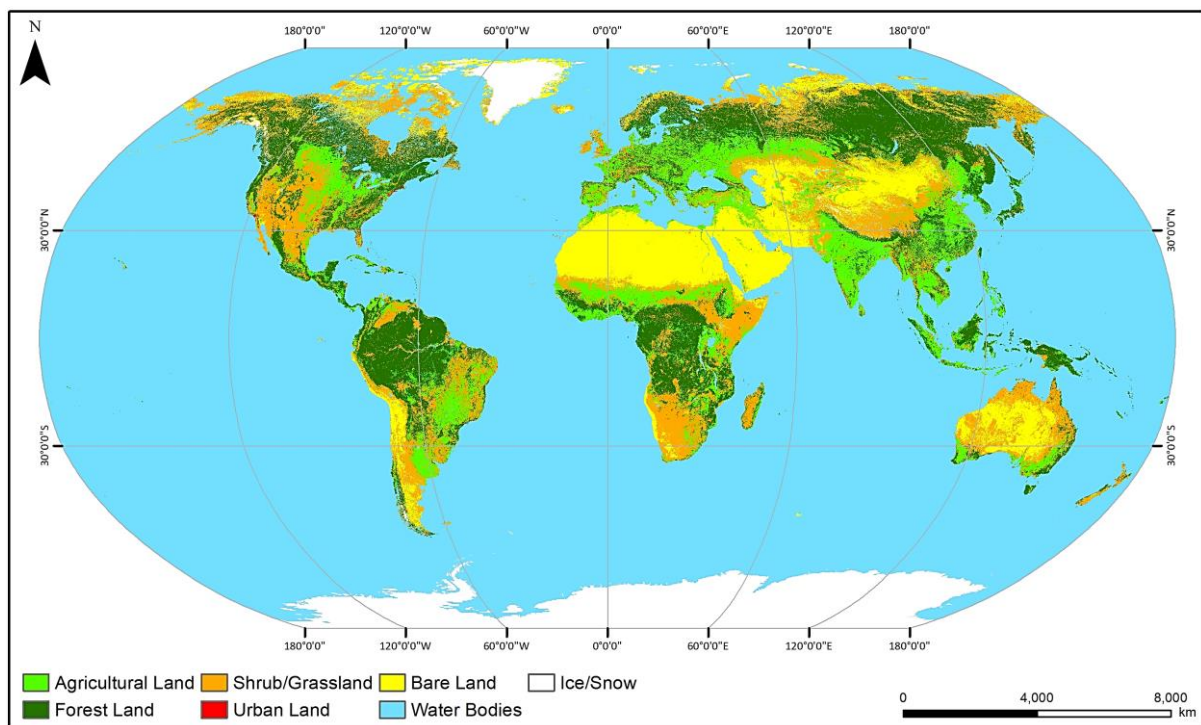 180°0'0" 120°0'0"W 600°0'0" 0°0'0" 60°0'0"E 120°0'0"E 180°0'0"
N
30°0'0"N 30°0'0"N
30°0'0"S 30°0'0"S
180°0'0" 120°0'0"W 600°0'0" 0°0'0" 60°0'0"E 120°0'0"E 180°0'0"
Agricultural Land Shrub/Grassland Bare Land Ice/Snow
Forest Land Urban Land Water Bodies
0 4,000 8,000
km